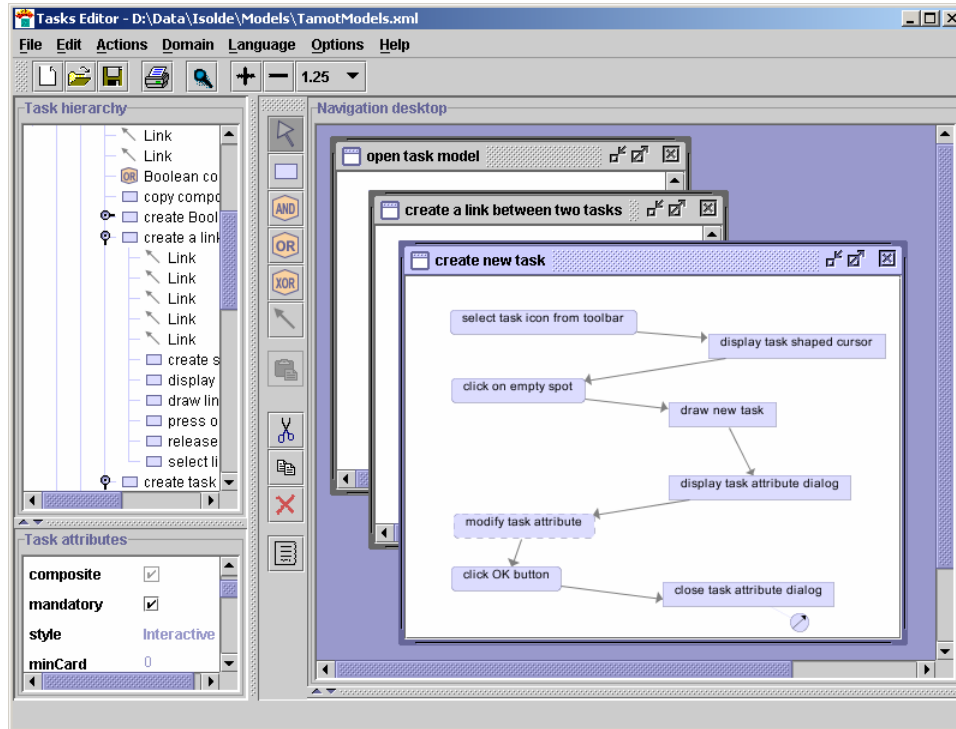 Tasks Editor - D:\Data\Isolde\Models\TamotModels.xml
File Edit Actions Domain Language Options Help
1.25
Task hierarchy
Link
Link
OR Boolean co
copy compo
create Bool
create a link
Link
Link
Link
Link
Link
create s
display
draw lin
press o
release
select li
create task
Task attributes
composite
mandatory
style Interactive
minCard 0
AND
OR
XOR
Navigation desktop
open task model
create a link between two tasks
create new task
select task icon from toolbar
display task shaped cursor
click on empty spot
draw new task
display task attribute dialog
modify task attribute
click OK button
close task attribute dialog